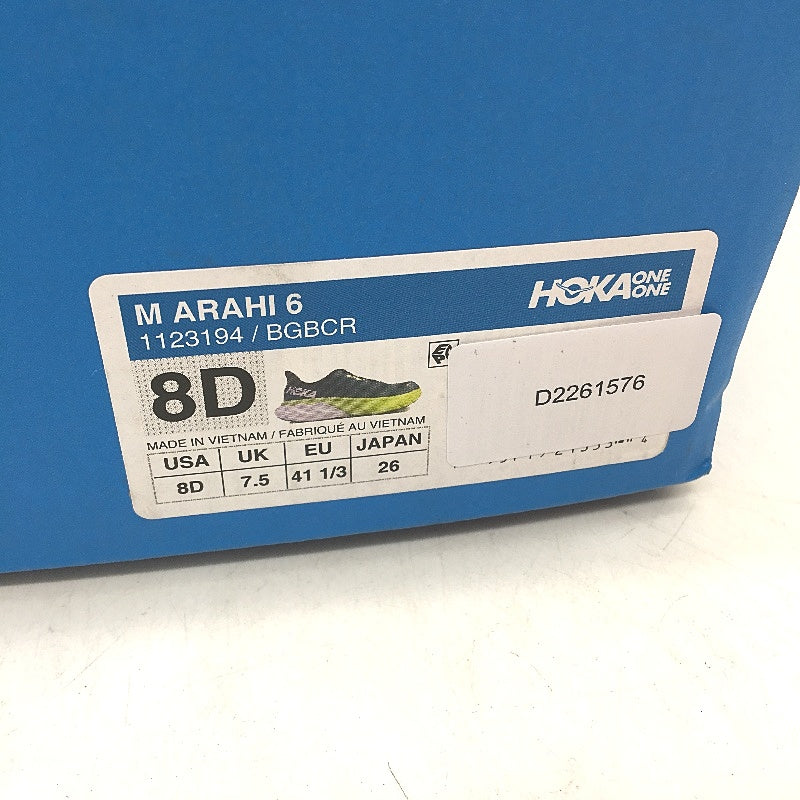 M ARAHI 6
1123194 / BGBCR
HOKA ONE ONE
8D
HOKA
D2261576
MADE IN VIETNAM / FABRIQUÉ AU VIETNAM
USA UK EU JAPAN
8D 7.5 41 1/3 26